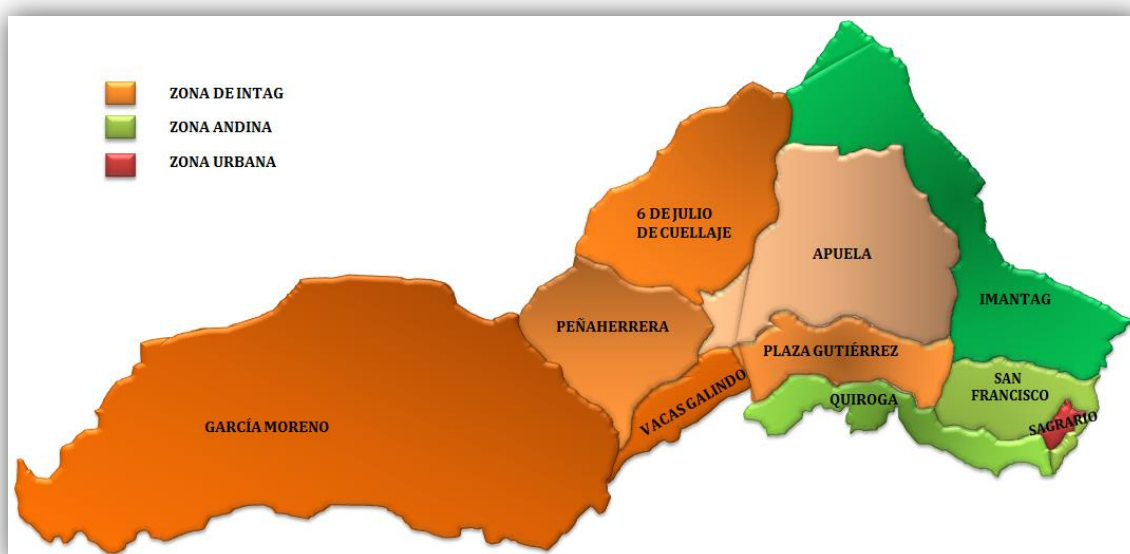 ZONA DE INTAG
ZONA ANDINA
ZONA URBANA
6 DE JULIO
DE CUELLAJE
APUELA
IMANTAG
PEÑAHERRERA
PLAZA GUTIÉRREZ
SAN
FRANCISCO
VACAS GALINDO
QUIROGA
SAGRARIO
GARCÍA MORENO